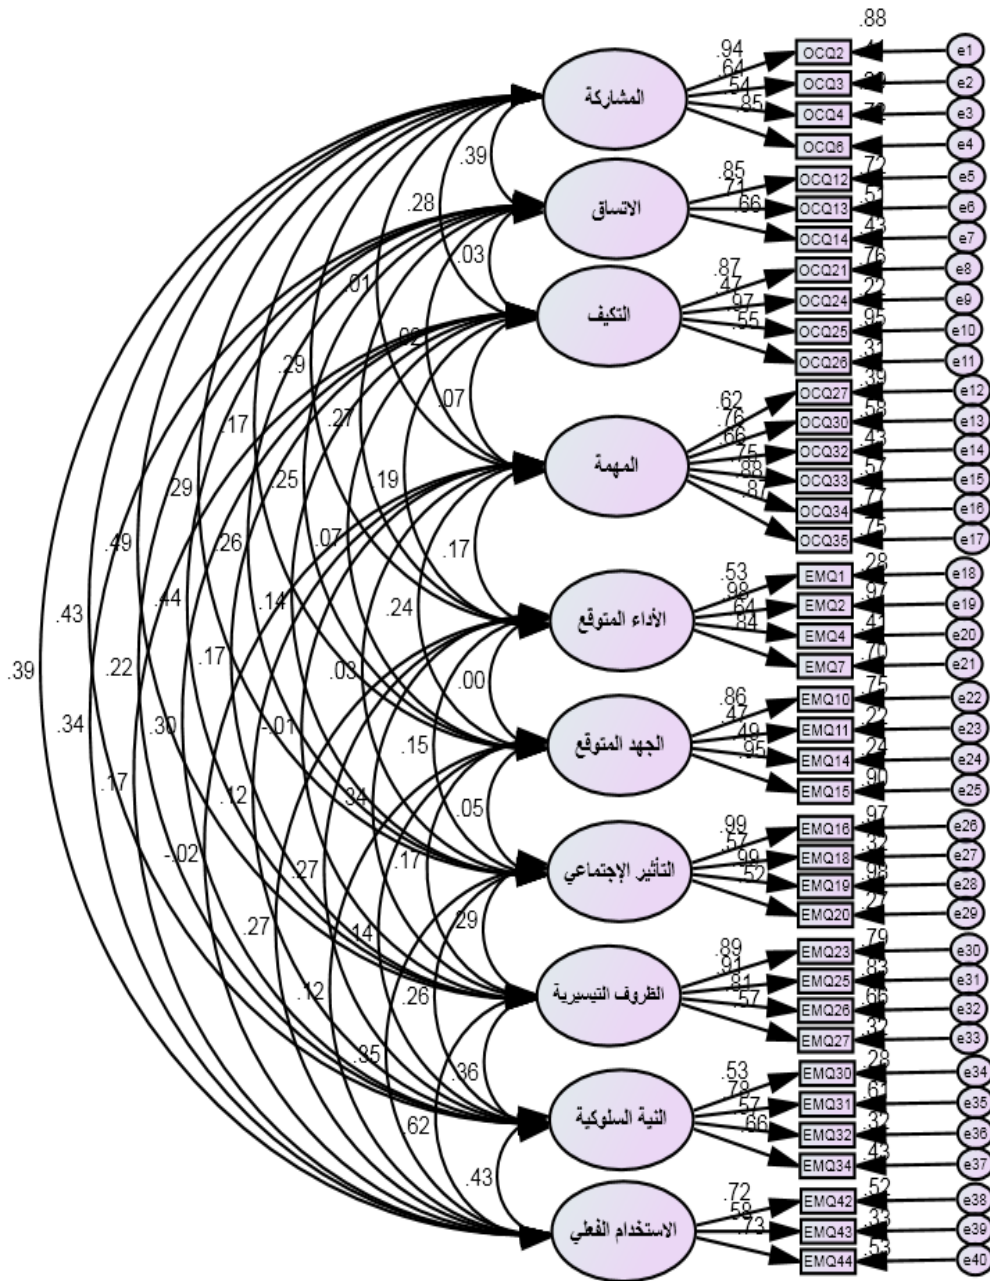 .88
.94
OCQ2
e1
.64
OCQ3
e2
المشاركة
.54
OCQ4
e3
.85
.72
OCQ6
e4
.39
.72
.85
OCQ12
e5
.71
.51
OCQ13
e6
الاتساق
.66
.43
OCQ14
e7
.28
.03
.76
.87
OCQ21
e8
.01
.47
.22
OCQ24
e9
التكيف
.97
.95
OCQ25
e10
.55
.31
OCQ26
e11
.29
.02
.39
.62
OCQ27
e12
.07
.17
.27
.76
.58
OCQ30
e13
.66
.43
OCQ32
e14
المهمة
.75
.57
OCQ33
e15
.29
.25
.19
.88
.77
OCQ34
e16
.87
.75
OCQ35
e17
.49
.26
.07
.17
.28
.53
EMQ1
e18
.98
.97
EMQ2
e19
.43
.44
.14
.24
.64
.41
EMQ4
e20
الأداء المتوقع
.84
.70
EMQ7
e21
.39
.22
.17
.03
.00
.75
.86
EMQ10
e22
.34
.30
-.01
.47
.22
EMQ11
e23
.15
الجهد المتوقع
.49
.24
EMQ14
e24
.95
.90
EMQ15
e25
.17
.12
.34
.05
.97
.99
EMQ16
e26
.57
.32
EMQ18
e27
-.02
.27
.17
التأثير الإجتماعي
.99
.98
EMQ19
e28
.52
.27
EMQ20
e29
.27
.14
.29
.79
.89
EMQ23
e30
.91
.83
EMQ25
e31
.12
.26
الظروف التيسيرية
.81
.66
EMQ26
e32
.57
.32
EMQ27
e33
.35
.36
.28
.53
EMQ30
e34
.78
.61
EMQ31
e35
النية السلوكية
.57
.32
EMQ32
e36
.62
.66
.43
EMQ34
e37
.43
.52
.72
EMQ42
e38
.58
.33
EMQ43
e39
الاستخدام الفعلي
.73
.53
EMQ44
e40